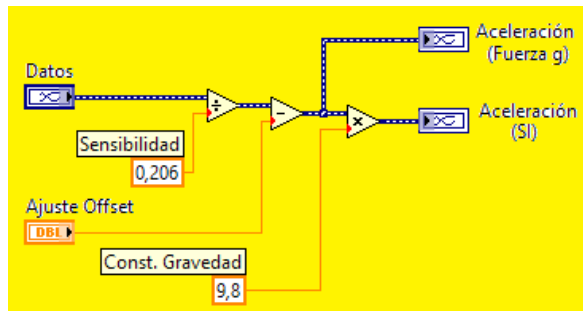 Aceleración
(Fuerza g)
Datos
Aceleración
(SI)
Sensibilidad
0,206
Ajuste Offset
DBL
Const. Gravedad
9,8